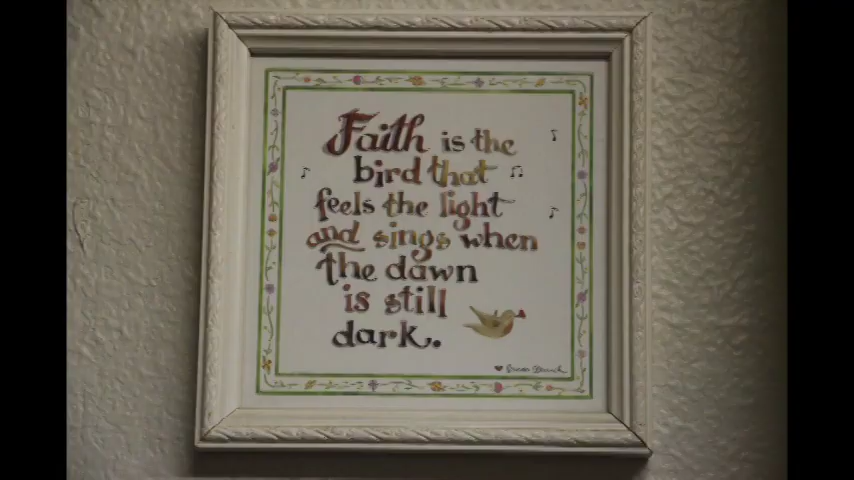 Faith is the
bird that
feels the light
and sings when
the dawn
is still
dark.